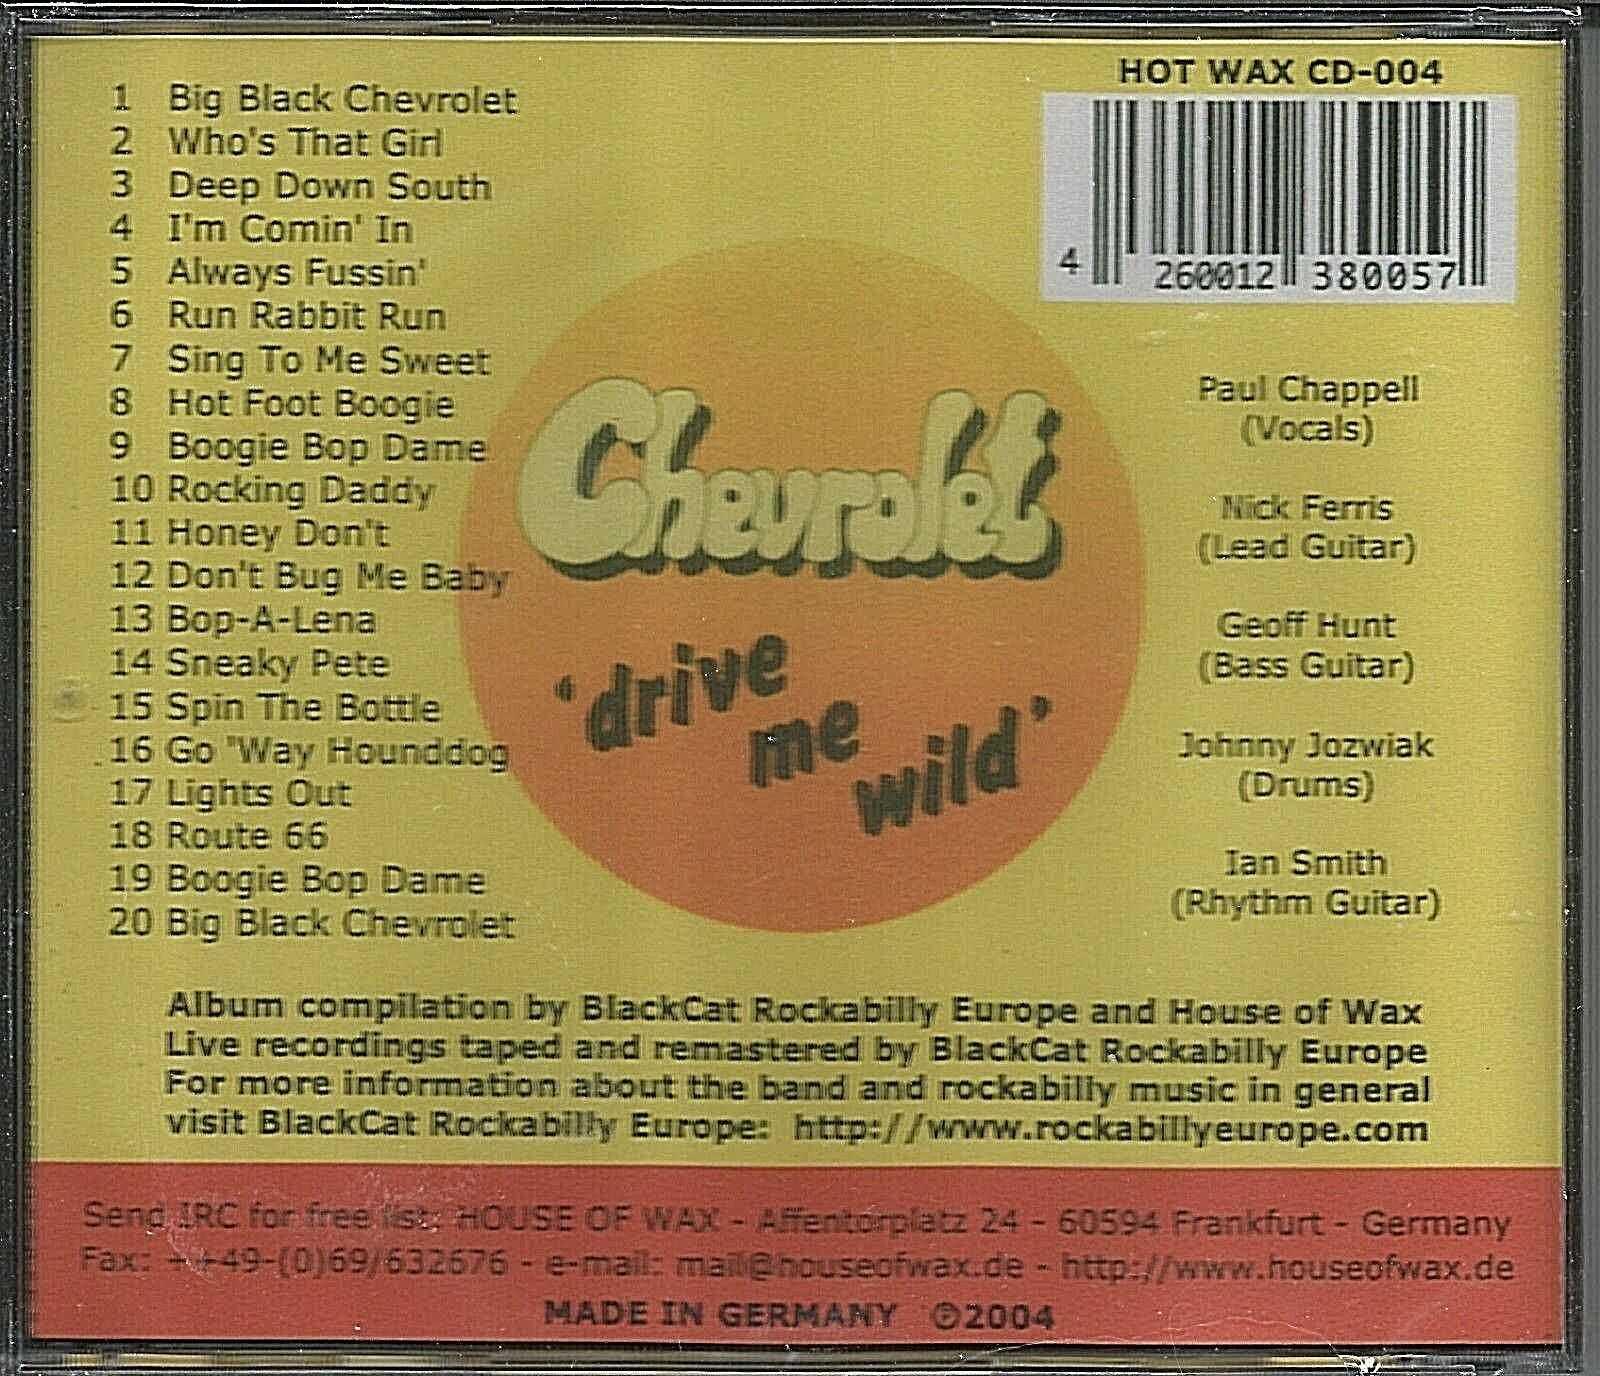 HOT WAX CD-004
4 260012 380057
1 Big Black Chevrolet
2 Who's That Girl
3 Deep Down South
4 I'm Comin' In
5 Always Fussin'
6 Run Rabbit Run
7 Sing To Me Sweet
8 Hot Foot Boogie
9 Boogie Bop Dame
10 Rocking Daddy
11 Honey Don't
12 Don't Bug Me Baby
13 Bop-A-Lena
14 Sneaky Pete
15 Spin The Bottle
16 Go 'Way Hounddog
17 Lights Out
18 Route 66
19 Boogie Bop Dame
20 Big Black Chevrolet
Chevrolet
'drive
me
wild'
Paul Chappell
(Vocals)
Nick Ferris
(Lead Guitar)
Geoff Hunt
(Bass Guitar)
Johnny Jozwiak
(Drums)
Ian Smith
(Rhythm Guitar)
Album compilation by BlackCat Rockabilly Europe and House of Wax
Live recordings taped and remastered by BlackCat Rockabilly Europe
For more information about the band and rockabilly music in general
visit BlackCat Rockabilly Europe: http://www.rockabillyeurope.com
Send IRC for free list: HOUSE OF WAX - Affentorplatz 24 - 60594 Frankfurt - Germany
Fax: ++49-(0)69/632676 - e-mail: mail@houseofwax.de - http://www.houseofwax.de
MADE IN GERMANY ℗2004